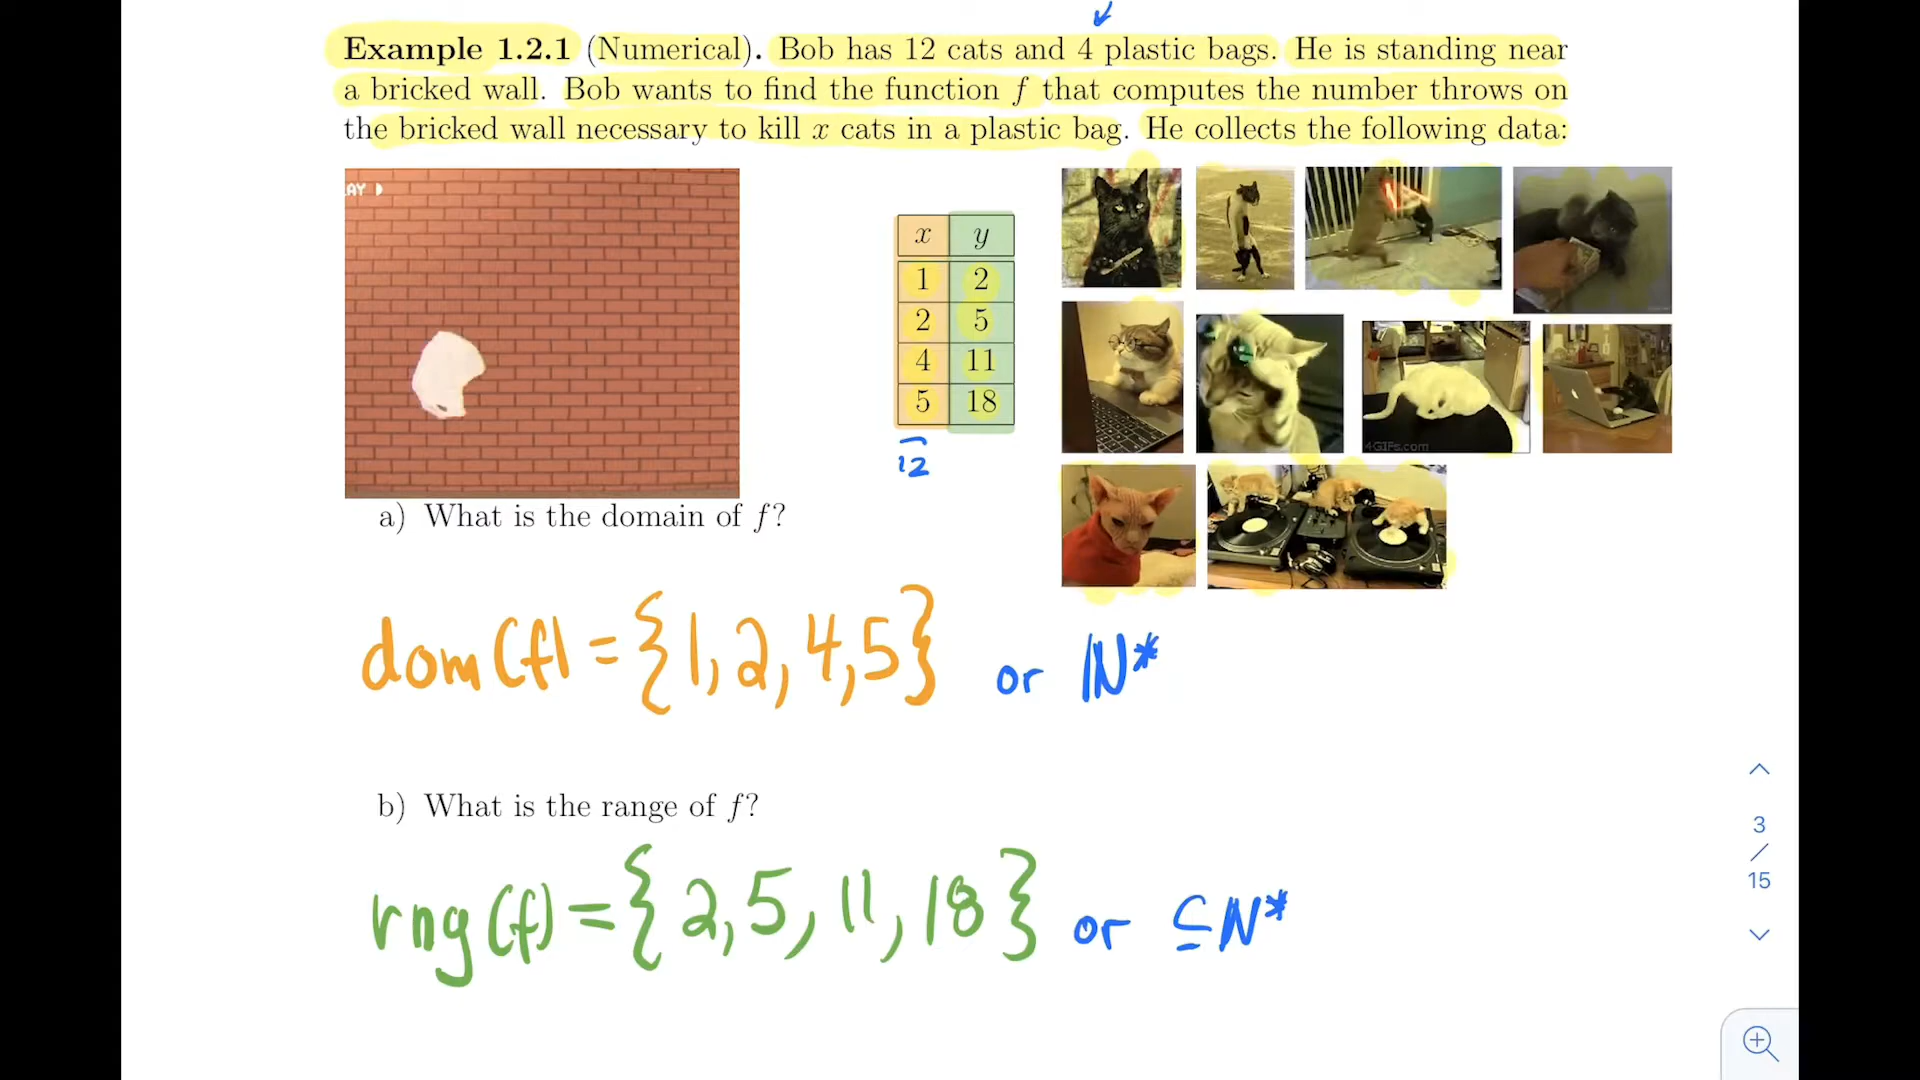 Example 1.2.1 (Numerical). Bob has 12 cats and 4 plastic bags. He is standing near
a bricked wall. Bob wants to find the function f that computes the number throws on
the bricked wall necessary to kill x cats in a plastic bag. He collects the following data:
AY
x y
1 2
2 5
4 11
5 18
12
4GIFs.com
a) What is the domain of f?
dom(f) = {1, 2, 4, 5} or ℕ*
b) What is the range of f?
rng(f) = {2, 5, 11, 18} or ⊆ ℕ*
3
/
15